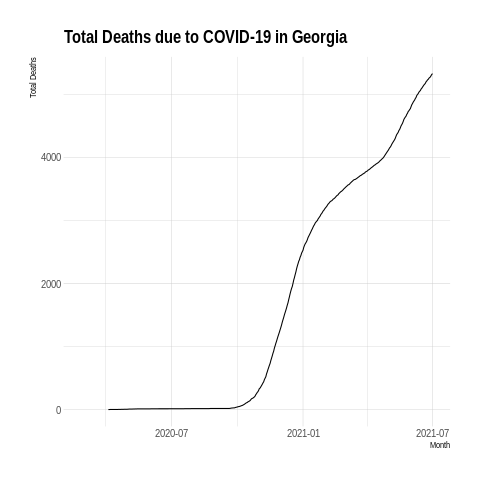 Total Deaths due to COVID-19 in Georgia
Total Deaths
4000
2000
0
2020-07
2021-01
2021-07
Month